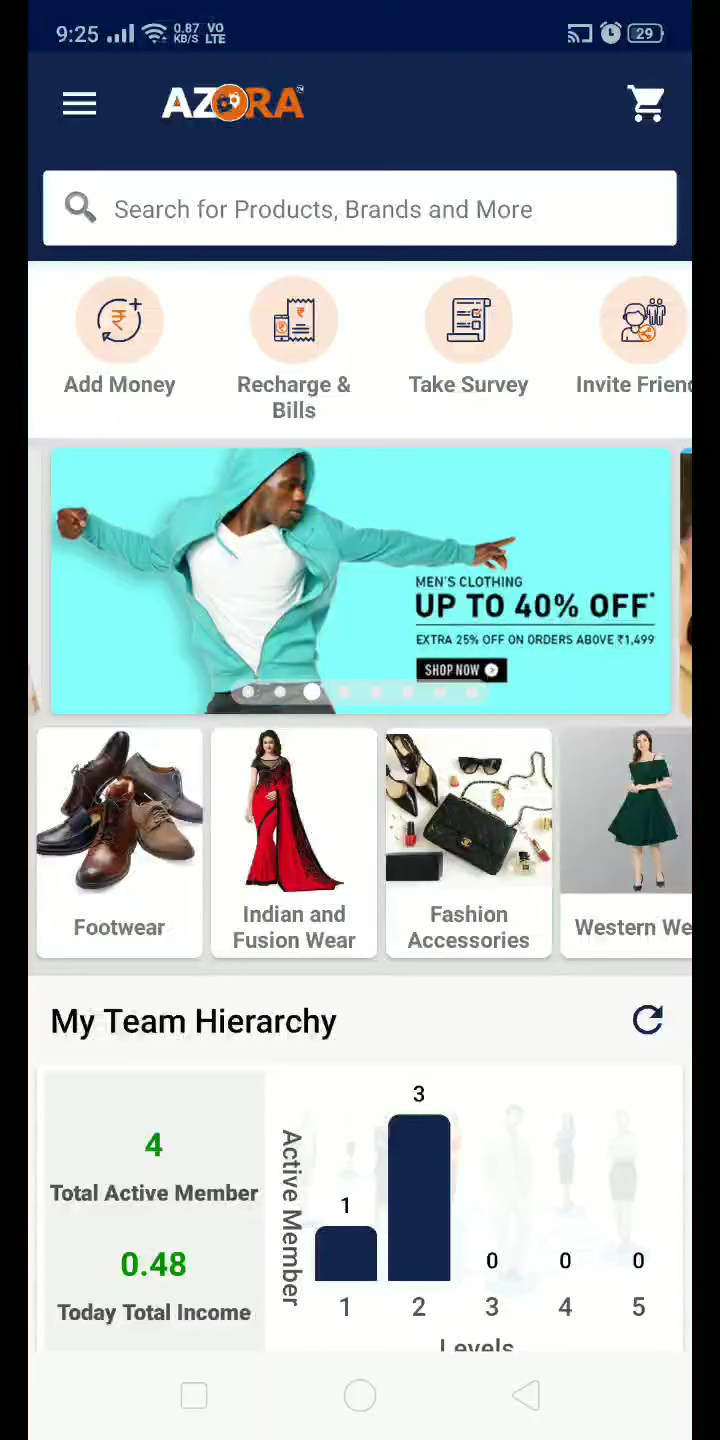 9:25 0.87 KB/S VO LTE 29
AZORA™
Search for Products, Brands and More
Add Money
Recharge &
Bills
Take Survey
Invite Friend
MEN'S CLOTHING
UP TO 40% OFF*
EXTRA 25% OFF ON ORDERS ABOVE ₹1,499
SHOP NOW
Footwear
Indian and
Fusion Wear
Fashion
Accessories
Western We
My Team Hierarchy
4
Total Active Member
0.48
Today Total Income
Active Member
3
1
0 0 0
1 2 3 4 5
Levels